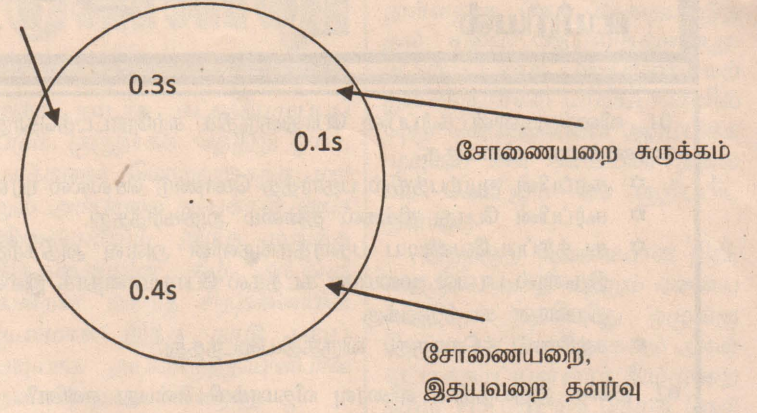 0.3s
0.1s
சோணையறை சுருக்கம்
0.4s
சோணையறை,
இதயவறை தளர்வு